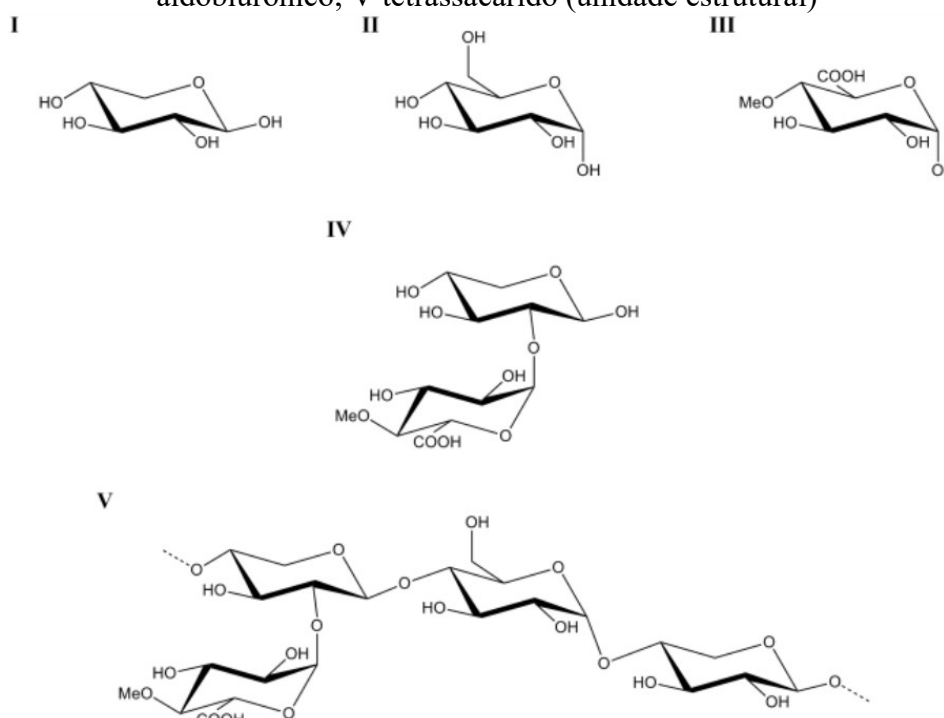 aldobiurônico; V tetrassacárido (unidade estrutural)
I II III
OH
O O COOH O
HO HO MeO
HO OH HO HO
OH OH OH
OH O
IV
O
HO
HO OH
O
OH
HO
MeO
COOH O
V
OH
O O
O O
HO HO
O OH
OH O O
HO HO O
MeO OH
COOH O